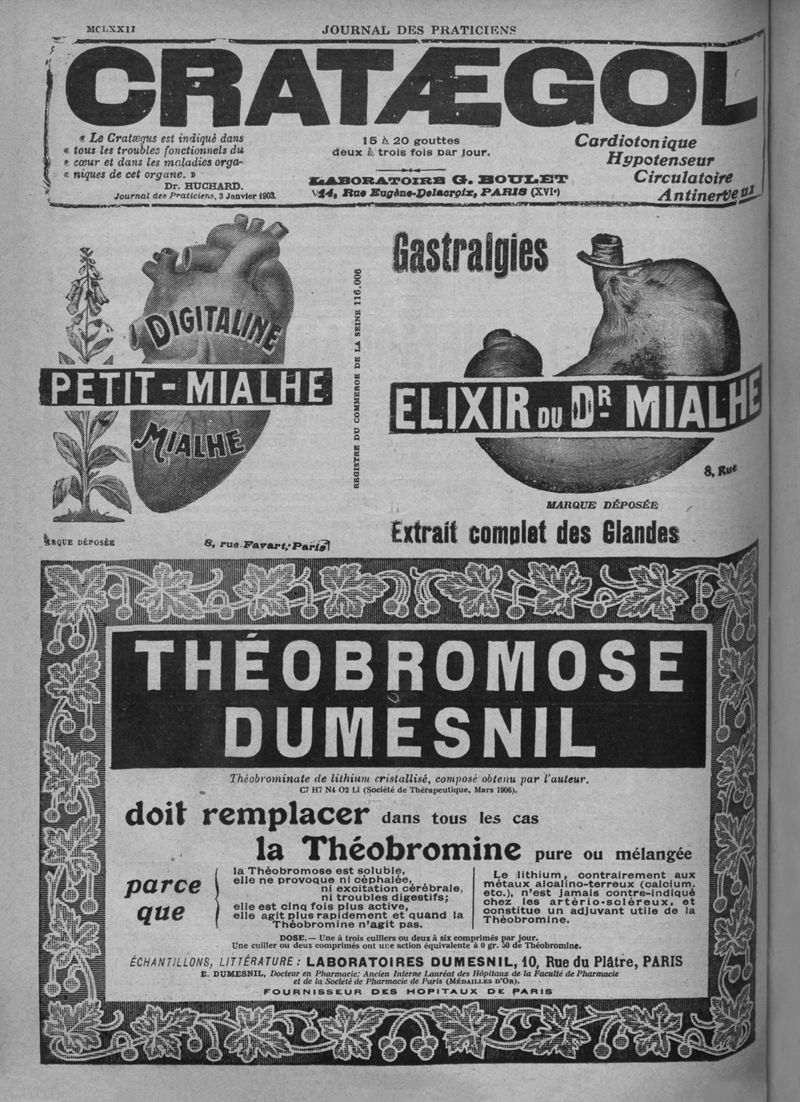 MCLXXII
JOURNAL DES PRATICIENS
CRATÆGOL
« Le Cratægus est indiqué dans
« tous les troubles fonctionnels du
« cœur et dans les maladies orga-
« niques de cet organe. »
Dr. HUCHARD.
Journal des Praticiens, 3 Janvier 1903.
15 à 20 gouttes
deux à trois fois par jour.
LABORATOIRE G. BOULET
14, Rue Eugène-Delacroix, PARIS (XVIe)
Cardiotonique
Hypotenseur
Circulatoire
Antinerveux
DIGITALINE
PETIT-MIALHE
MIALHE
MARQUE DÉPOSÉE
8, rue Favart, Paris
REGISTRE DU COMMERCE DE LA SEINE 116.006
Gastralgies
ELIXIR DU DR MIALHE
8, Rue
MARQUE DÉPOSÉE
Extrait complet des Glandes
THÉOBROMOSE
DUMESNIL
Théobrominate de lithium cristallisé, composé obtenu par l'auteur.
C7 H7 N4 O2 Li (Société de Thérapeutique, Mars 1906).
doit remplacer dans tous les cas
la Théobromine pure ou mélangée
parce
que
la Théobromose est soluble,
elle ne provoque ni céphalée,
ni excitation cérébrale,
ni troubles digestifs;
elle est cinq fois plus active,
elle agit plus rapidement et quand la
Théobromine n'agit pas.
Le lithium, contrairement aux
métaux alcalino-terreux (calcium,
etc.), n'est jamais contre-indiqué
chez les artério-scléreux, et
constitue un adjuvant utile de la
Théobromine.
DOSE. — Une à trois cuillers ou deux à six comprimés par jour.
Une cuiller ou deux comprimés ont une action équivalente à 0 gr. 50 de Théobromine.
ÉCHANTILLONS, LITTÉRATURE : LABORATOIRES DUMESNIL, 10, Rue du Plâtre, PARIS
E. DUMESNIL, Docteur en Pharmacie; Ancien Interne Lauréat des Hôpitaux de la Faculté de Pharmacie
et de la Société de Pharmacie de Paris (MÉDAILLES D'OR).
FOURNISSEUR DES HOPITAUX DE PARIS